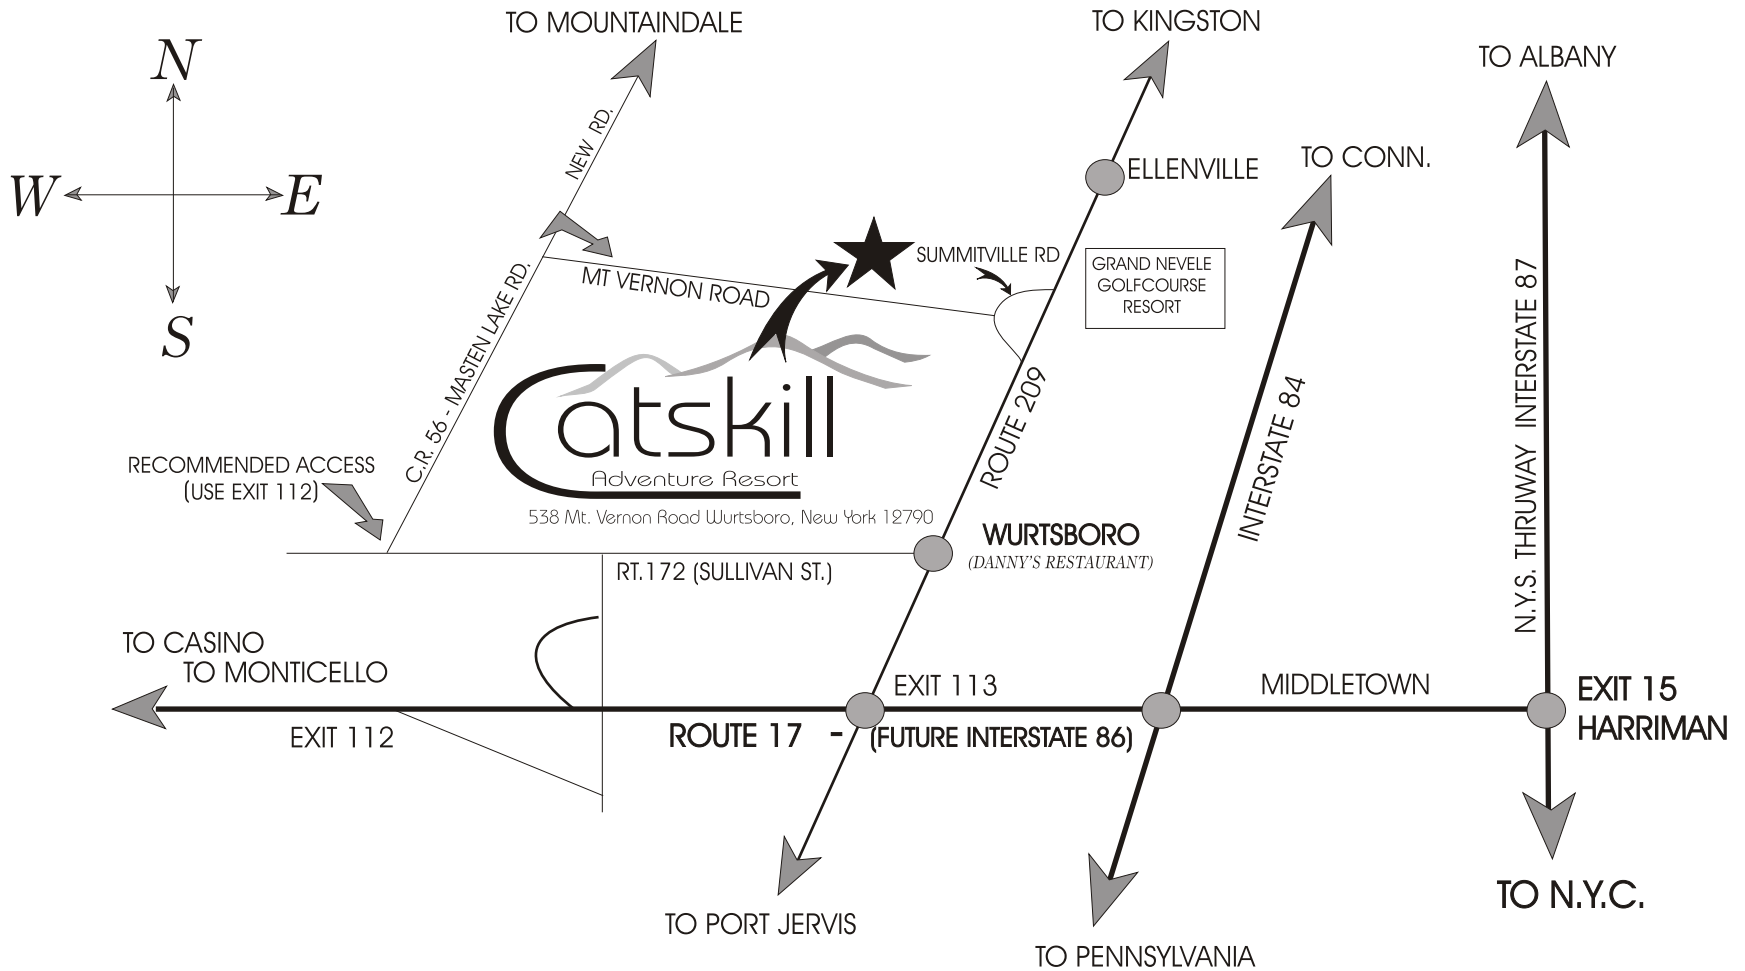 TO MOUNTAINDALE
TO KINGSTON
TO ALBANY
N
W
E
S
NEW RD.
ELLENVILLE
TO CONN.
SUMMITVILLE RD
GRAND NEVELE
GOLFCOURSE
RESORT
MT VERNON ROAD
C.R. 56 - MASTEN LAKE RD.
N.Y.S. THRUWAY INTERSTATE 87
INTERSTATE 84
ROUTE 209
Catskill
Adventure Resort
538 Mt. Vernon Road Wurtsboro, New York 12790
RECOMMENDED ACCESS
(USE EXIT 112)
WURTSBORO
(DANNY'S RESTAURANT)
RT.172 (SULLIVAN ST.)
TO CASINO
TO MONTICELLO
EXIT 113
MIDDLETOWN
EXIT 15
HARRIMAN
EXIT 112
ROUTE 17 - (FUTURE INTERSTATE 86)
TO PORT JERVIS
TO PENNSYLVANIA
TO N.Y.C.